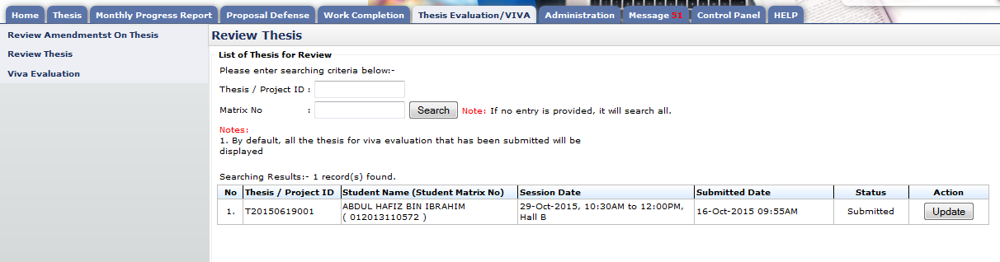 Home Thesis Monthly Progress Report Proposal Defense Work Completion Thesis Evaluation/VIVA Administration Message 51 Control Panel HELP
Review Amendmentst On Thesis
Review Thesis
Viva Evaluation
Review Thesis
List of Thesis for Review
Please enter searching criteria below:-
Thesis / Project ID :
Matrix No : Search Note: If no entry is provided, it will search all.
Notes:
1. By default, all the thesis for viva evaluation that has been submitted will be
displayed
Searching Results:- 1 record(s) found.
No Thesis / Project ID Student Name (Student Matrix No) Session Date Submitted Date Status Action
1. T20150619001 ABDUL HAFIZ BIN IBRAHIM
( 012013110572 ) 29-Oct-2015, 10:30AM to 12:00PM,
Hall B 16-Oct-2015 09:55AM Submitted Update